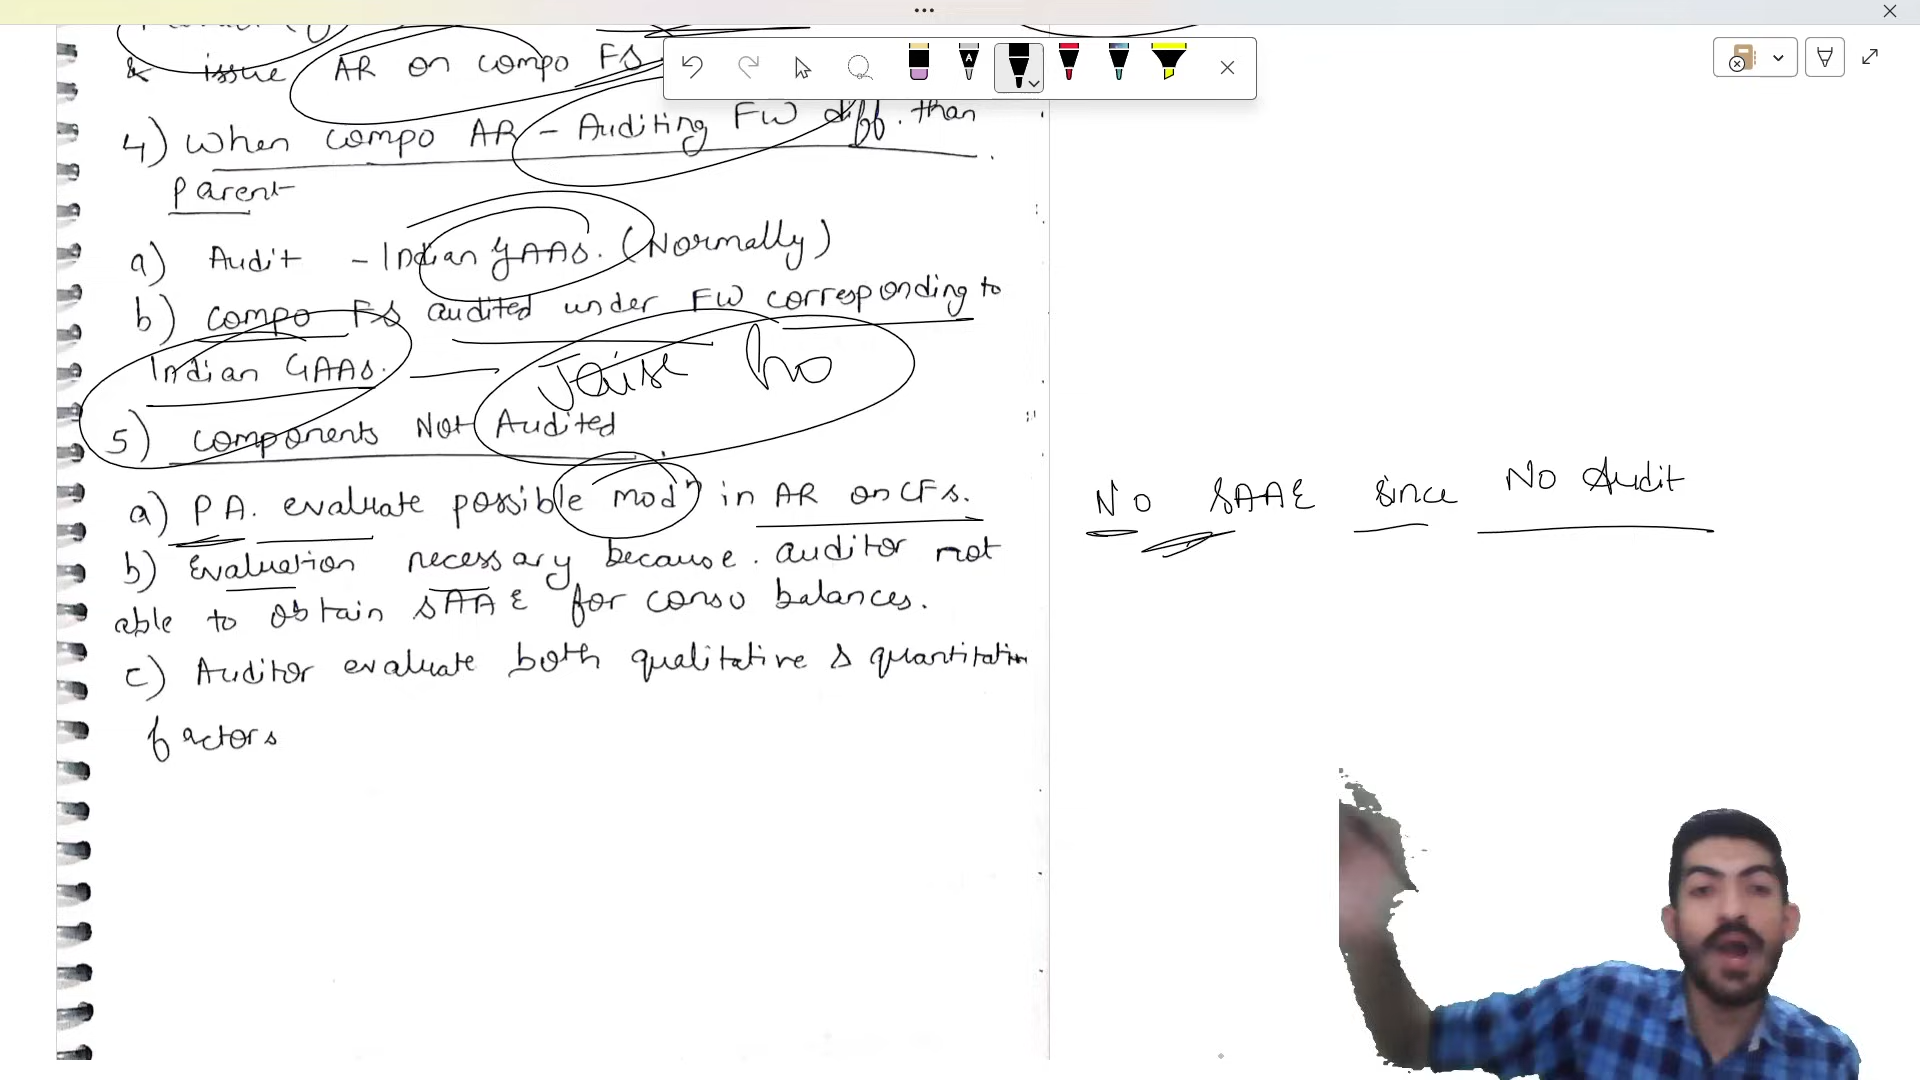 & issue AR on compo FS
4) When compo AR - Auditing FW diff. than
Parent
a) Audit - Indian GAAS. (Normally)
b) compo FS audited under FW corresponding to
Indian GAAS.
Jaise ho
5) components Not Audited
a) P A. evaluate possible modⁿ in AR on CFS.
b) Evaluation necessary because. auditor not
able to obtain SAAE for conso balances.
c) Auditor evaluate both qualitative & quantitative
factors
No SAAE since No Audit